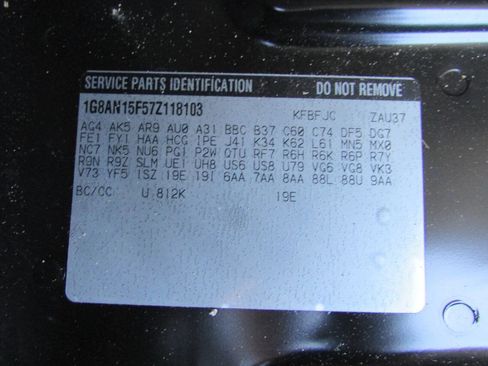 SERVICE PARTS IDENTIFICATION DO NOT REMOVE
1G8AN15F57Z118103 KFBFJC ZAU37
AG4 AK5 AR9 AU0 A31 BBC B37 C60 C74 DF5 DG7
FE1 FY1 HAA HCG IPE J41 K34 K62 L61 MN5 MX0
NC7 NK5 NU6 PG1 P2W QTU RF7 R6H R6K R6P R7Y
R9N R9Z SLM UE1 UH8 US6 US8 U79 VG6 VG8 VK3
V73 YF5 1SZ 19E 19I 6AA 7AA 8AA 88L 88U 9AA
BC/CC U 812K 19E